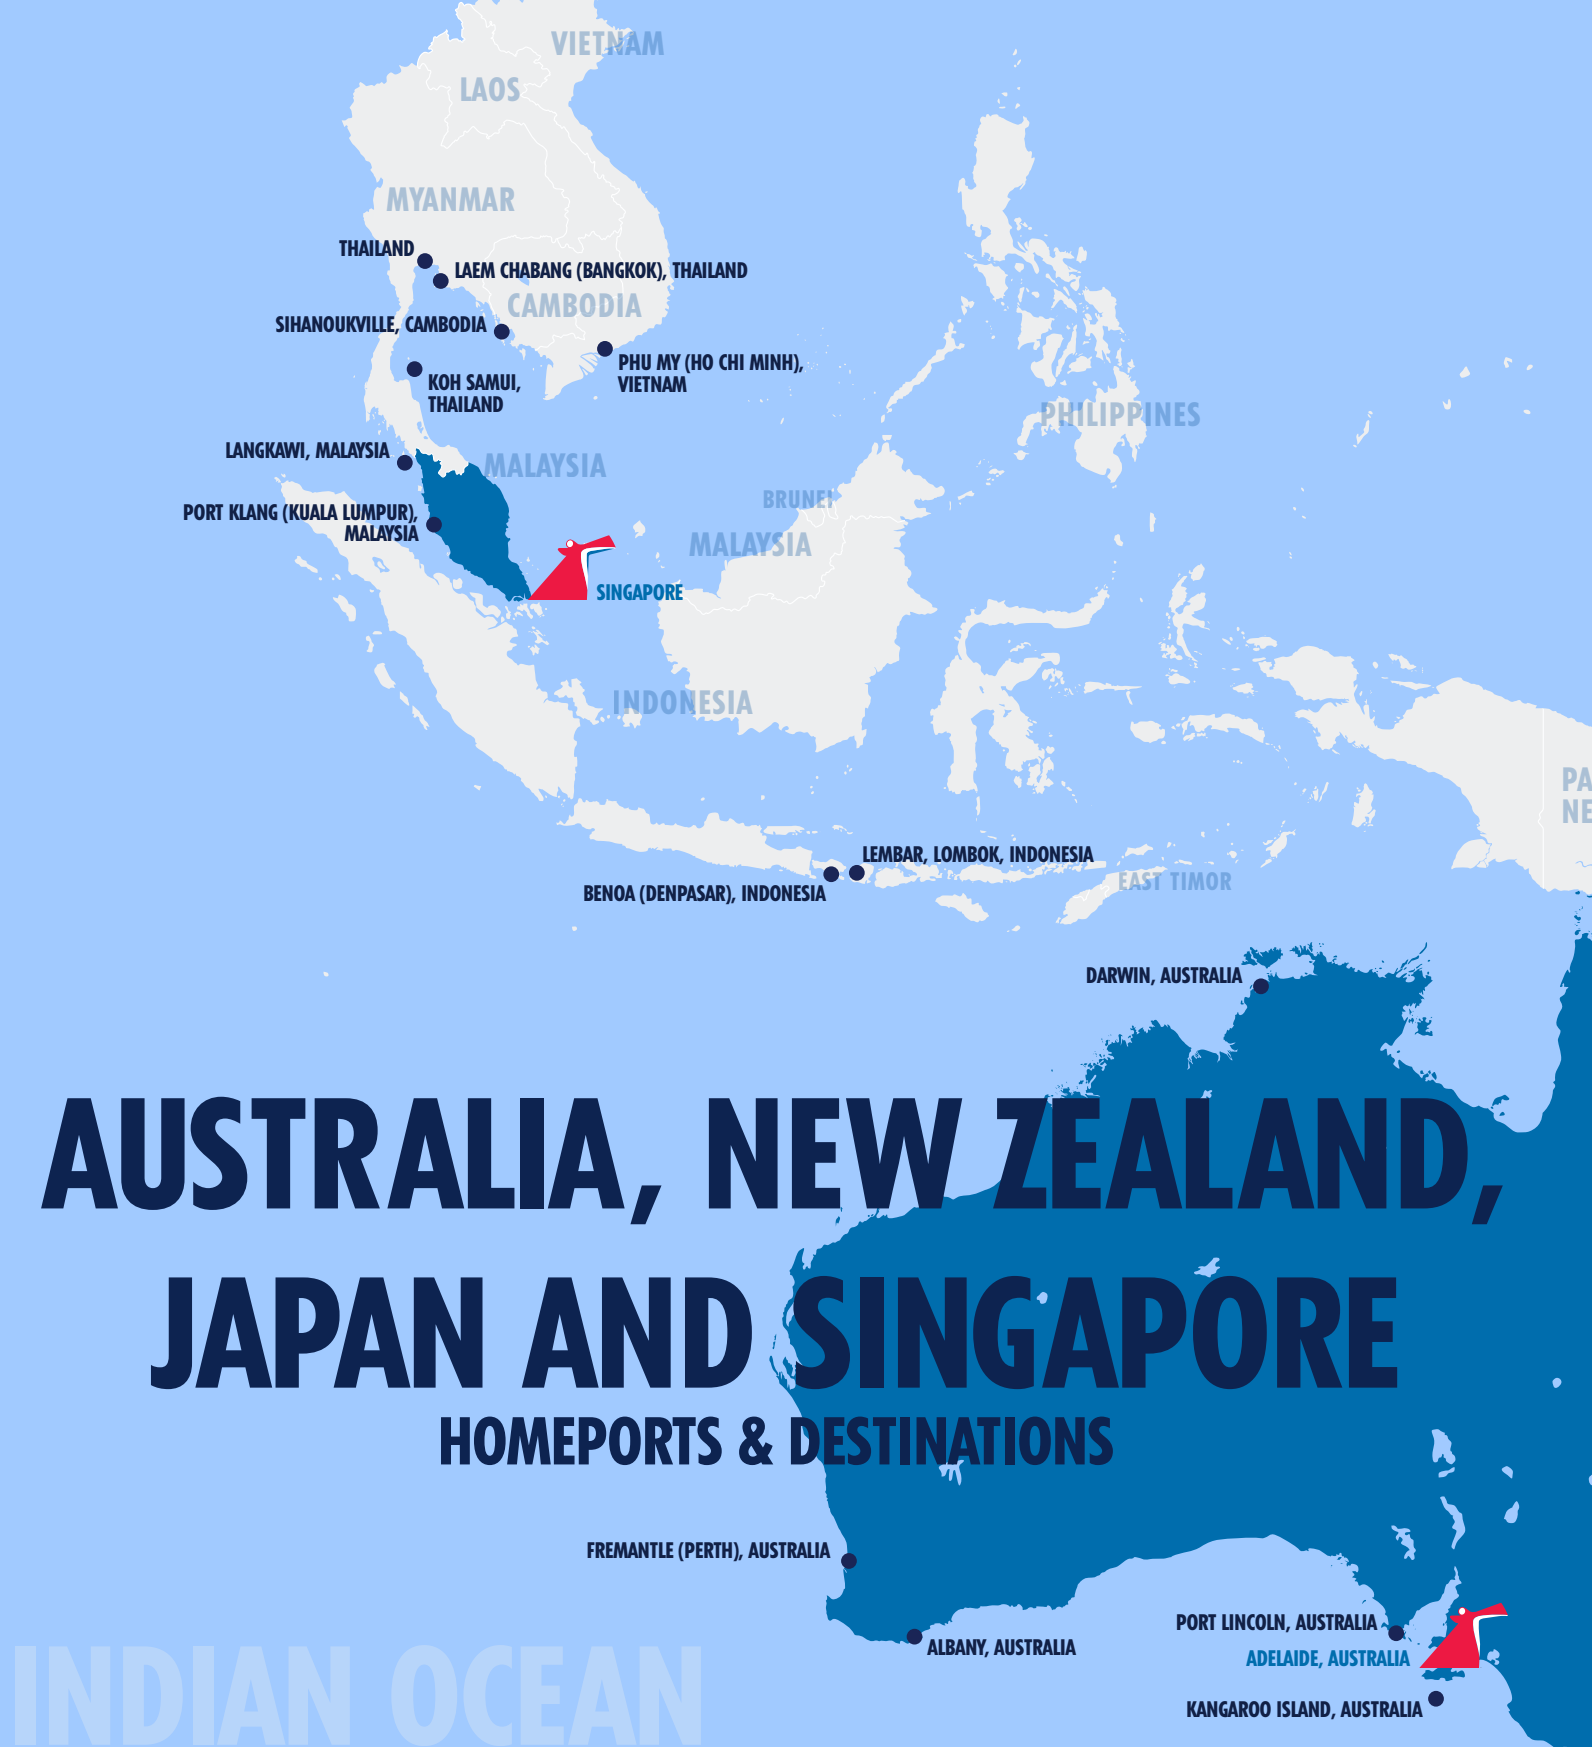 VIETNAM
LAOS
MYANMAR
THAILAND
LAEM CHABANG (BANGKOK), THAILAND
CAMBODIA
SIHANOUKVILLE, CAMBODIA
PHU MY (HO CHI MINH),
VIETNAM
KOH SAMUI,
THAILAND
PHILIPPINES
LANGKAWI, MALAYSIA
MALAYSIA
BRUNEI
PORT KLANG (KUALA LUMPUR),
MALAYSIA
MALAYSIA
SINGAPORE
INDONESIA
PA
NE
LEMBAR, LOMBOK, INDONESIA
EAST TIMOR
BENOA (DENPASAR), INDONESIA
DARWIN, AUSTRALIA
AUSTRALIA, NEW ZEALAND,
JAPAN AND SINGAPORE
HOMEPORTS & DESTINATIONS
FREMANTLE (PERTH), AUSTRALIA
PORT LINCOLN, AUSTRALIA
ALBANY, AUSTRALIA
ADELAIDE, AUSTRALIA
INDIAN OCEAN
KANGAROO ISLAND, AUSTRALIA